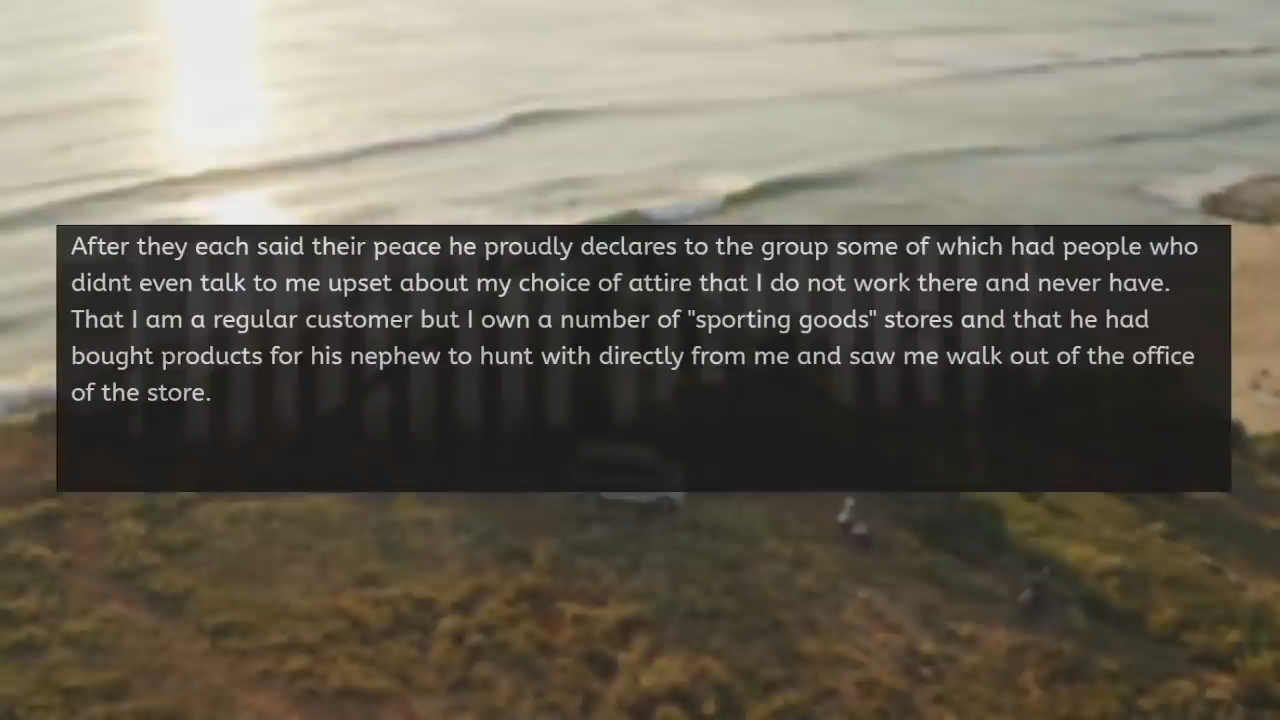 After they each said their peace he proudly declares to the group some of which had people who
didnt even talk to me upset about my choice of attire that I do not work there and never have.
That I am a regular customer but I own a number of "sporting goods" stores and that he had
bought products for his nephew to hunt with directly from me and saw me walk out of the office
of the store.